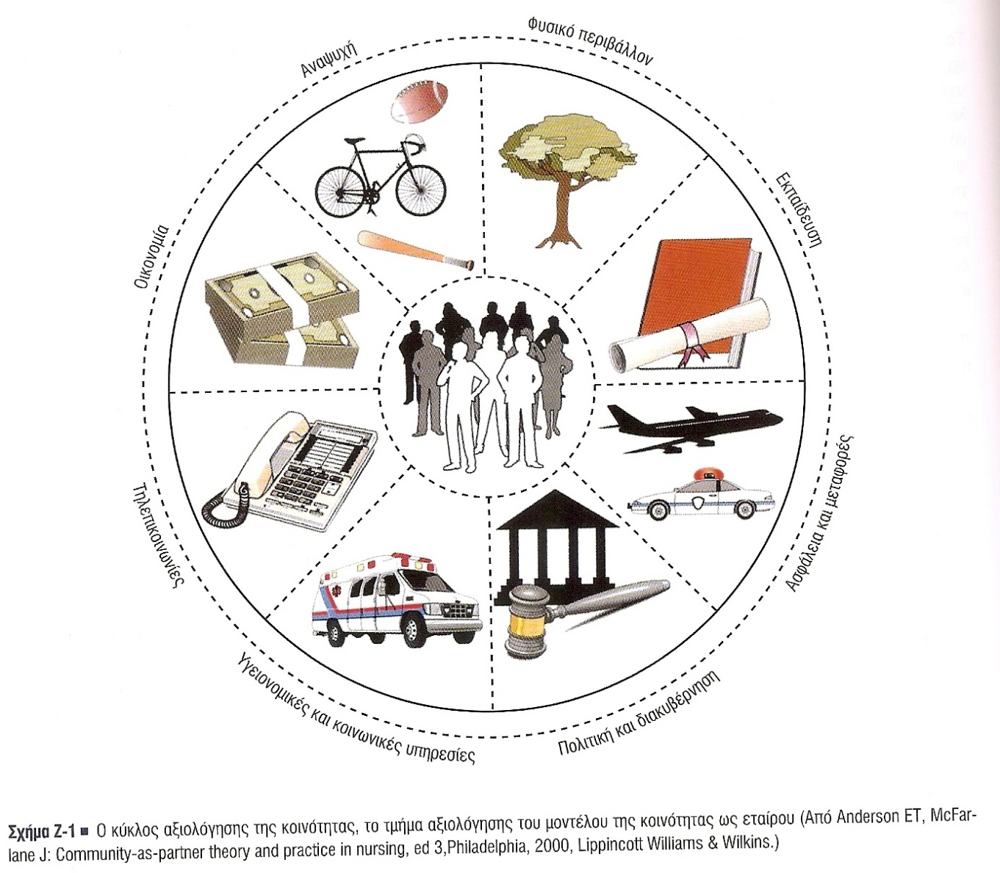 Φυσικό περιβάλλον
Εκπαίδευση
Ασφάλεια και μεταφορές
Πολιτική και διακυβέρνηση
Υγειονομικές και κοινωνικές υπηρεσίες
Τηλεπικοινωνίες
Οικονομία
Αναψυχή
Σχήμα Ζ-1 ■ Ο κύκλος αξιολόγησης της κοινότητας, το τμήμα αξιολόγησης του μοντέλου της κοινότητας ως εταίρου (Από Anderson ET, McFar-
lane J: Community-as-partner theory and practice in nursing, ed 3,Philadelphia, 2000, Lippincott Williams & Wilkins.)